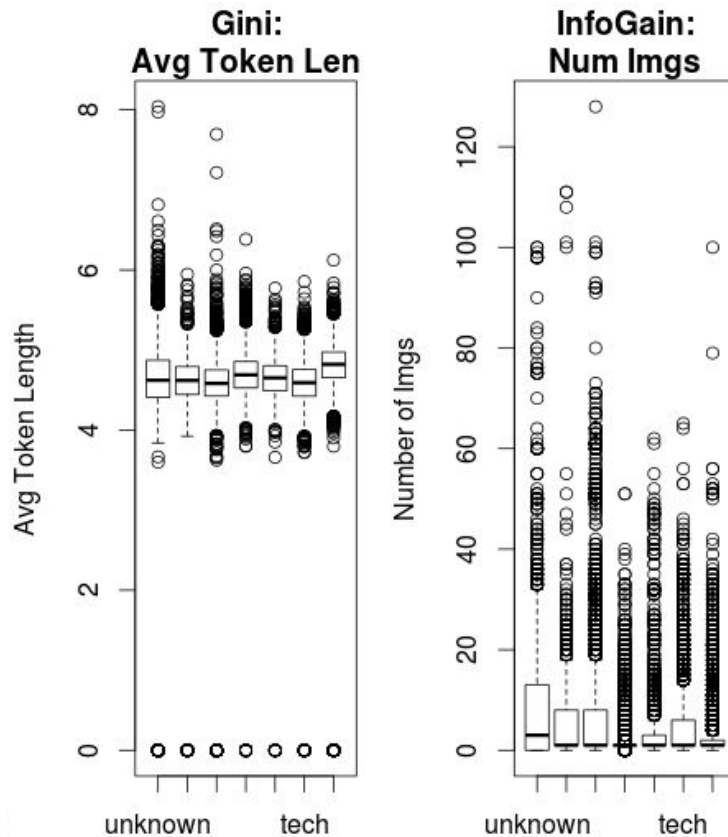 Gini:
Avg Token Len
Avg Token Length
8
6
4
2
0
unknown tech
InfoGain:
Num Imgs
Number of Imgs
120
100
80
60
40
20
0
unknown tech